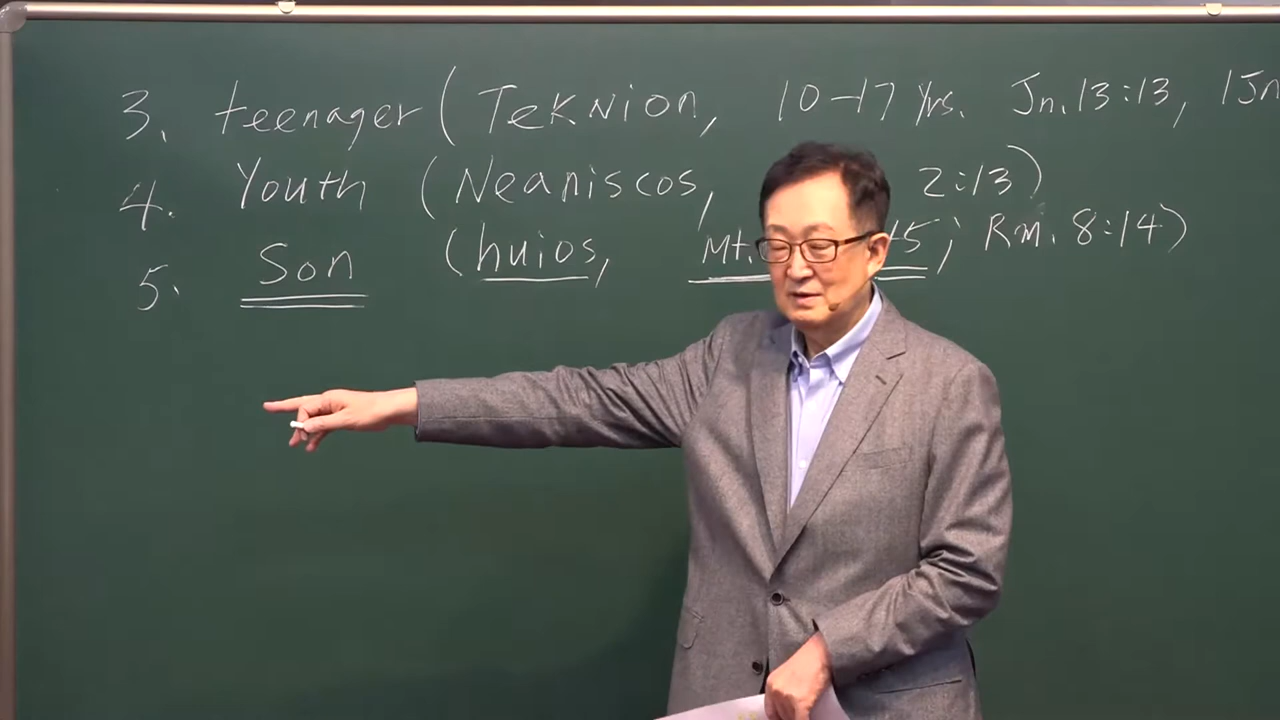 3. teenager (Teknion, 10-17 yrs. Jn. 13:13, 1Jn
4. Youth (Neaniscos, 2:13)
5. Son (huios, Mt. 45; Rm. 8:14)